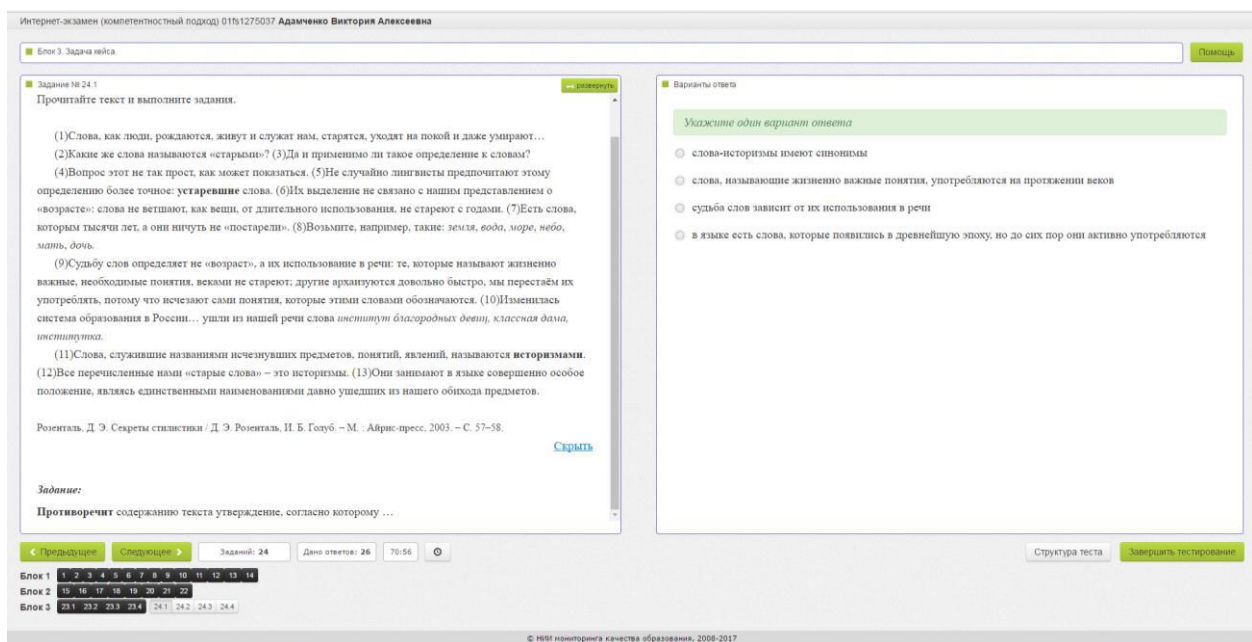 Интернет-экзамен (компетентностный подход) 01fs1275037 Адамченко Виктория Алексеевна
Блок 3. Задача кейса.
Помощь
Задание № 24.1
развернуть
Прочитайте текст и выполните задания.
(1)Слова, как люди, рождаются, живут и служат нам, старятся, уходят на покой и даже умирают…
(2)Какие же слова называются «старыми»? (3)Да и применимо ли такое определение к словам?
(4)Вопрос этот не так прост, как может показаться. (5)Не случайно лингвисты предпочитают этому
определению более точное: устаревшие слова. (6)Их выделение не связано с нашим представлением о
«возрасте»: слова не ветшают, как вещи, от длительного использования, не стареют с годами. (7)Есть слова,
которым тысячи лет, а они ничуть не «постарели». (8)Возьмите, например, такие: земля, вода, море, небо,
мать, дочь.
(9)Судьбу слов определяет не «возраст», а их использование в речи: те, которые называют жизненно
важные, необходимые понятия, веками не стареют; другие архаизуются довольно быстро, мы перестаём их
употреблять, потому что исчезают сами понятия, которые этими словами обозначаются. (10)Изменилась
система образования в России… ушли из нашей речи слова институт благородных девиц, классная дама,
институтка.
(11)Слова, служившие названиями исчезнувших предметов, понятий, явлений, называются историзмами.
(12)Все перечисленные нами «старые слова» – это историзмы. (13)Они занимают в языке совершенно особое
положение, являясь единственными наименованиями давно ушедших из нашего обихода предметов.
Розенталь, Д. Э. Секреты стилистики / Д. Э. Розенталь, И. Б. Голуб. – М. : Айрис-пресс, 2003. – С. 57–58.
Скрыть
Задание:
Противоречит содержанию текста утверждение, согласно которому …
Варианты ответа
Укажите один вариант ответа
слова-историзмы имеют синонимы
слова, называющие жизненно важные понятия, употребляются на протяжении веков
судьба слов зависит от их использования в речи
в языке есть слова, которые появились в древнейшую эпоху, но до сих пор они активно употребляются
Предыдущее Следующее Заданий: 24 Дано ответов: 26 70:56 Структура теста Завершить тестирование
Блок 1 1 2 3 4 5 6 7 8 9 10 11 12 13 14
Блок 2 15 16 17 18 19 20 21 22
Блок 3 23.1 23.2 23.3 23.4 24.1 24.2 24.3 24.4
© НИИ мониторинга качества образования, 2008-2017